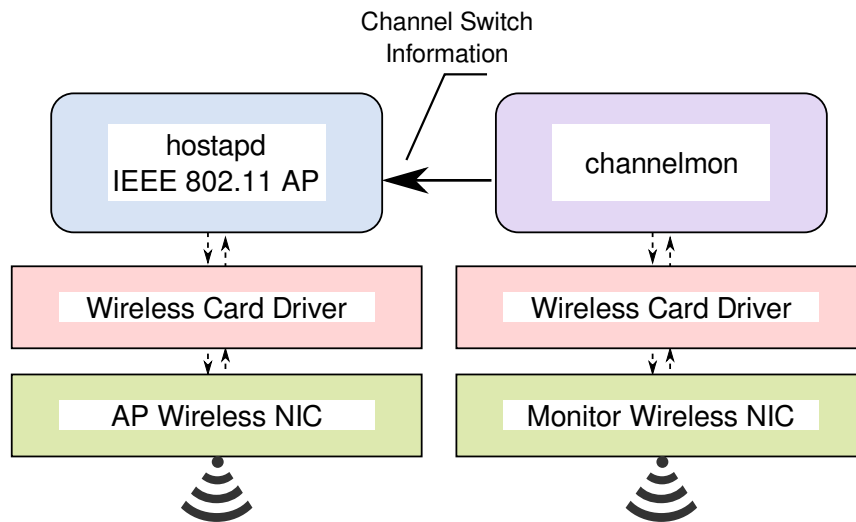 Channel Switch
Information
hostapd
IEEE 802.11 AP
channelmon
Wireless Card Driver
Wireless Card Driver
AP Wireless NIC
Monitor Wireless NIC